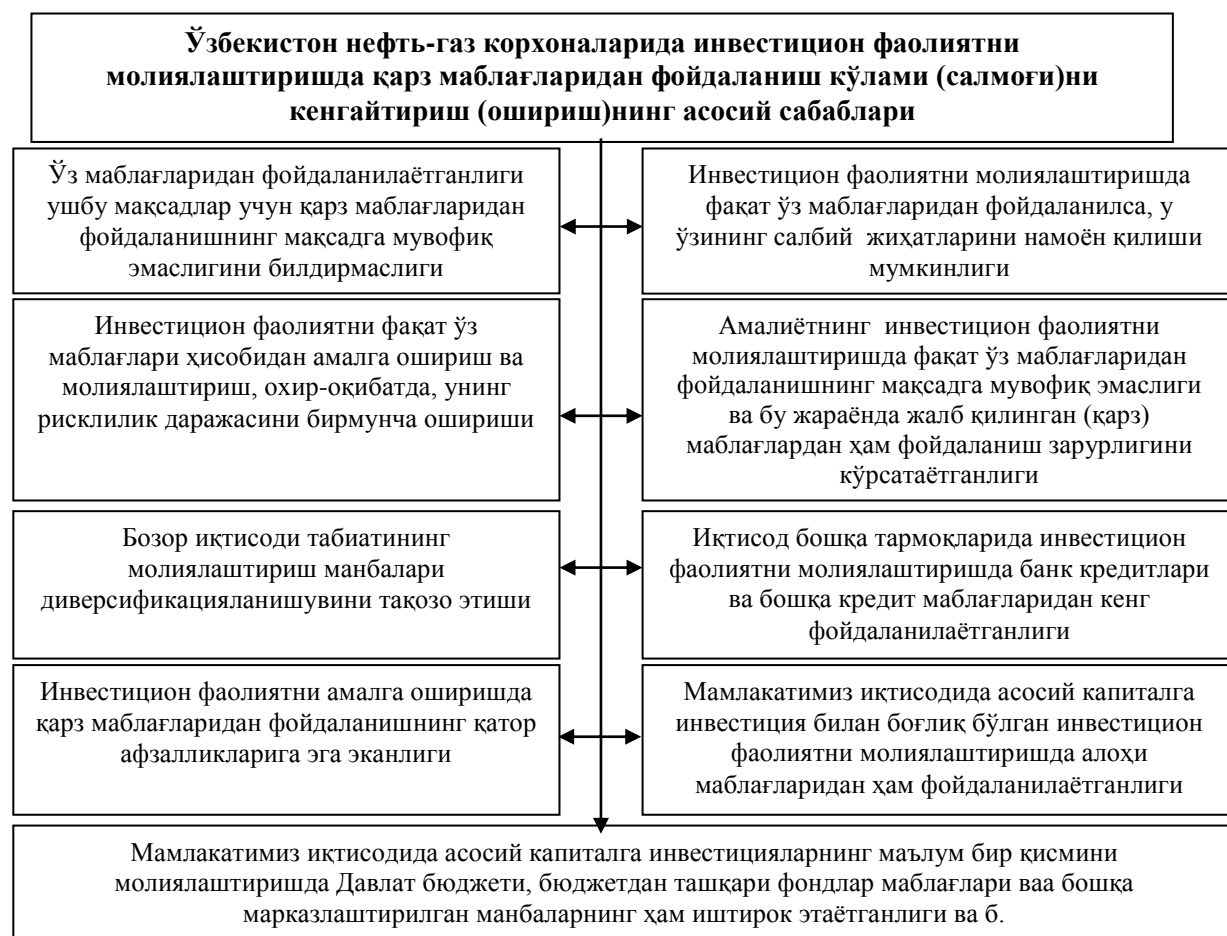 Ўзбекистон нефть-газ корхоналарида инвестицион фаолиятни
молиялаштиришда қарз маблағларидан фойдаланиш кўлами (салмоғи)ни
кенгайтириш (ошириш)нинг асосий сабаблари
Ўз маблағларидан фойдаланилаётганлиги
ушбу мақсадлар учун қарз маблағларидан
фойдаланишнинг мақсадга мувофиқ
эмаслигини билдирмаслиги
Инвестицион фаолиятни молиялаштиришда
фақат ўз маблағларидан фойдаланилса, у
ўзининг салбий жиҳатларини намоён қилиши
мумкинлиги
Инвестицион фаолиятни фақат ўз
маблағлари ҳисобидан амалга ошириш ва
молиялаштириш, охир-оқибатда, унинг
рисклилик даражасини бирмунча ошириши
Амалиётнинг инвестицион фаолиятни
молиялаштиришда фақат ўз маблағларидан
фойдаланишнинг мақсадга мувофиқ эмаслиги
ва бу жараёнда жалб қилинган (қарз)
маблағлардан ҳам фойдаланиш зарурлигини
кўрсатаётганлиги
Бозор иқтисоди табиатининг
молиялаштириш манбалари
диверсификацияланишувини тақозо этиши
Иқтисод бошқа тармоқларида инвестицион
фаолиятни молиялаштиришда банк кредитлари
ва бошқа кредит маблағларидан кенг
фойдаланилаётганлиги
Инвестицион фаолиятни амалга оширишда
қарз маблағларидан фойдаланишнинг қатор
афзалликларига эга эканлиги
Мамлакатимиз иқтисодида асосий капиталга
инвестиция билан боғлиқ бўлган инвестицион
фаолиятни молиялаштиришда алоҳи
маблағларидан ҳам фойдаланилаётганлиги
Мамлакатимиз иқтисодида асосий капиталга инвестицияларнинг маълум бир қисмини
молиялаштиришда Давлат бюджети, бюджетдан ташқари фондлар маблағлари ваа бошқа
марказлаштирилган манбаларнинг ҳам иштирок этаётганлиги ва б.